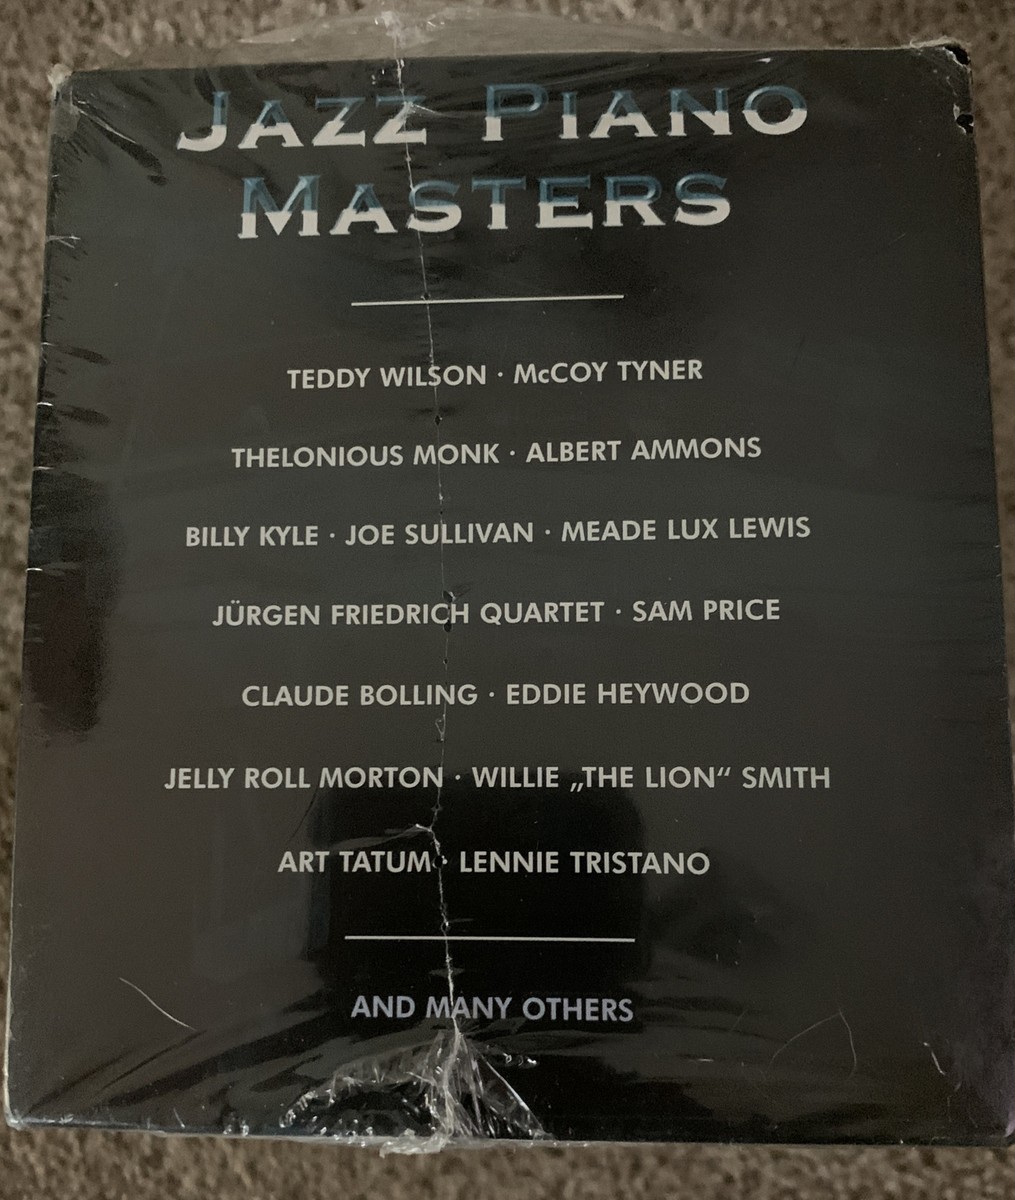 JAZZ PIANO
MASTERS
TEDDY WILSON · McCOY TYNER
THELONIOUS MONK · ALBERT AMMONS
BILLY KYLE · JOE SULLIVAN · MEADE LUX LEWIS
JÜRGEN FRIEDRICH QUARTET · SAM PRICE
CLAUDE BOLLING · EDDIE HEYWOOD
JELLY ROLL MORTON · WILLIE „THE LION“ SMITH
ART TATUM · LENNIE TRISTANO
AND MANY OTHERS